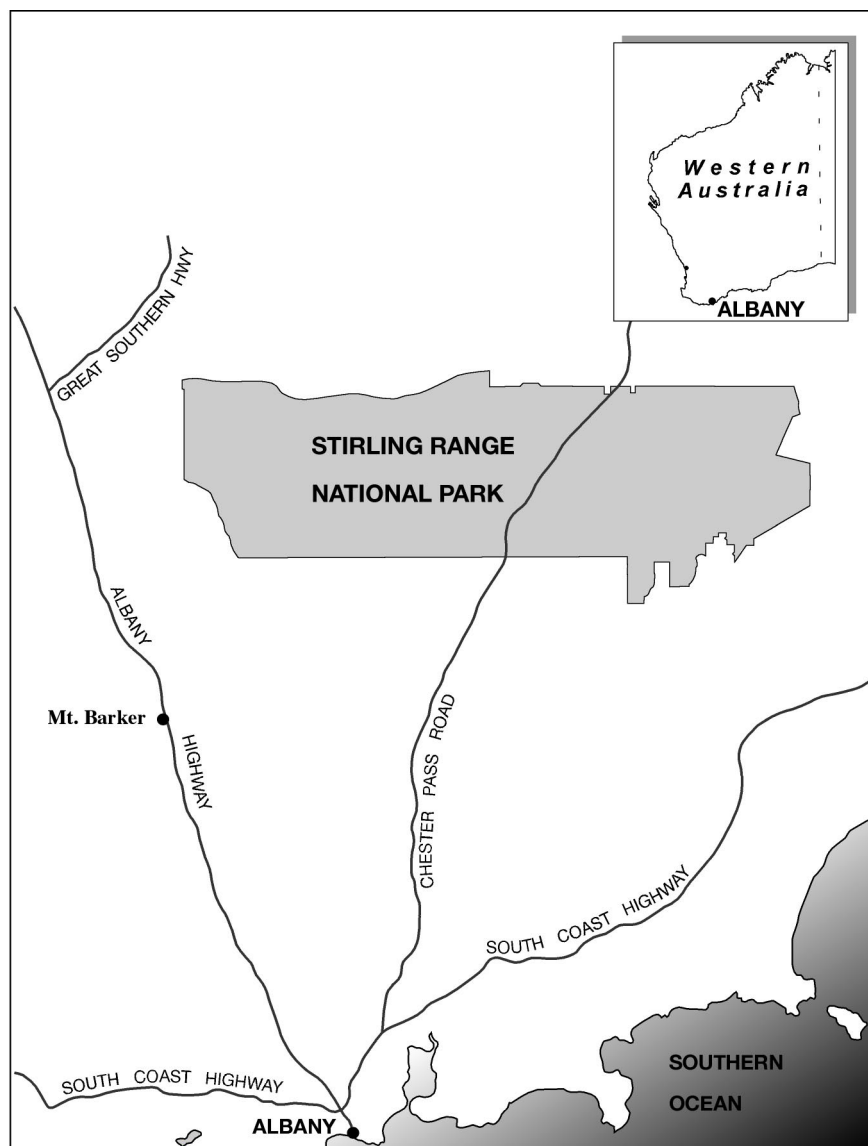 Western
Australia
ALBANY
GREAT SOUTHERN HWY
STIRLING RANGE
NATIONAL PARK
ALBANY
HIGHWAY
Mt. Barker
CHESTER PASS ROAD
SOUTH COAST HIGHWAY
SOUTH COAST HIGHWAY
SOUTHERN
OCEAN
ALBANY